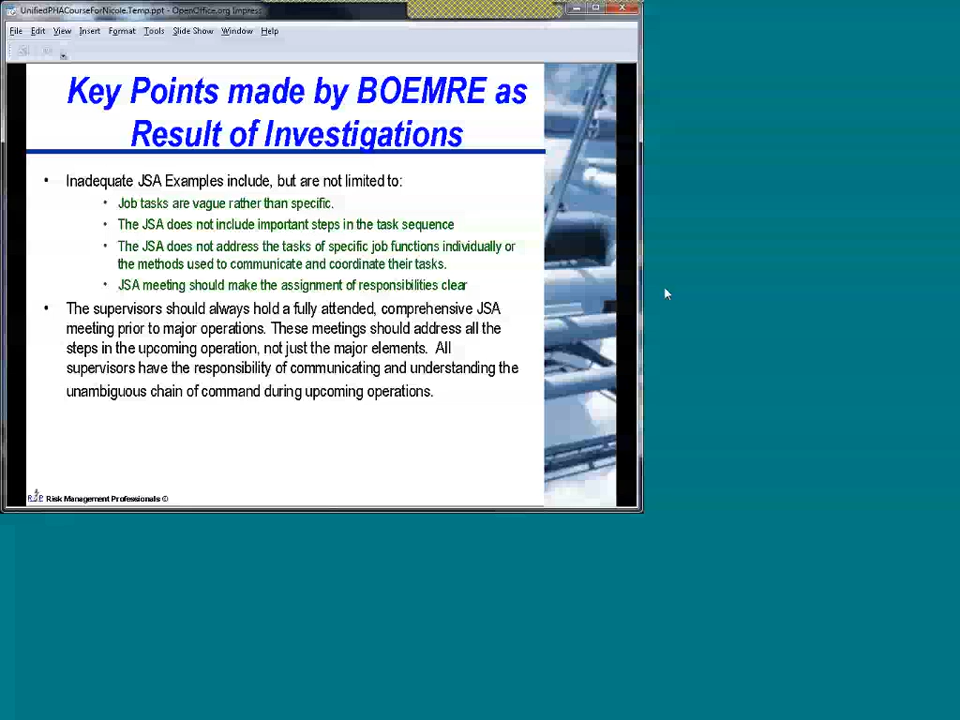 UnifiedPHACourseForNicole.Temp.ppt - OpenOffice.org Impress
File Edit View Insert Format Tools Slide Show Window Help
Key Points made by BOEMRE as
Result of Investigations
• Inadequate JSA Examples include, but are not limited to:
• Job tasks are vague rather than specific.
• The JSA does not include important steps in the task sequence
• The JSA does not address the tasks of specific job functions individually or
the methods used to communicate and coordinate their tasks.
• JSA meeting should make the assignment of responsibilities clear
• The supervisors should always hold a fully attended, comprehensive JSA
meeting prior to major operations. These meetings should address all the
steps in the upcoming operation, not just the major elements. All
supervisors have the responsibility of communicating and understanding the
unambiguous chain of command during upcoming operations.
Risk Management Professionals ©